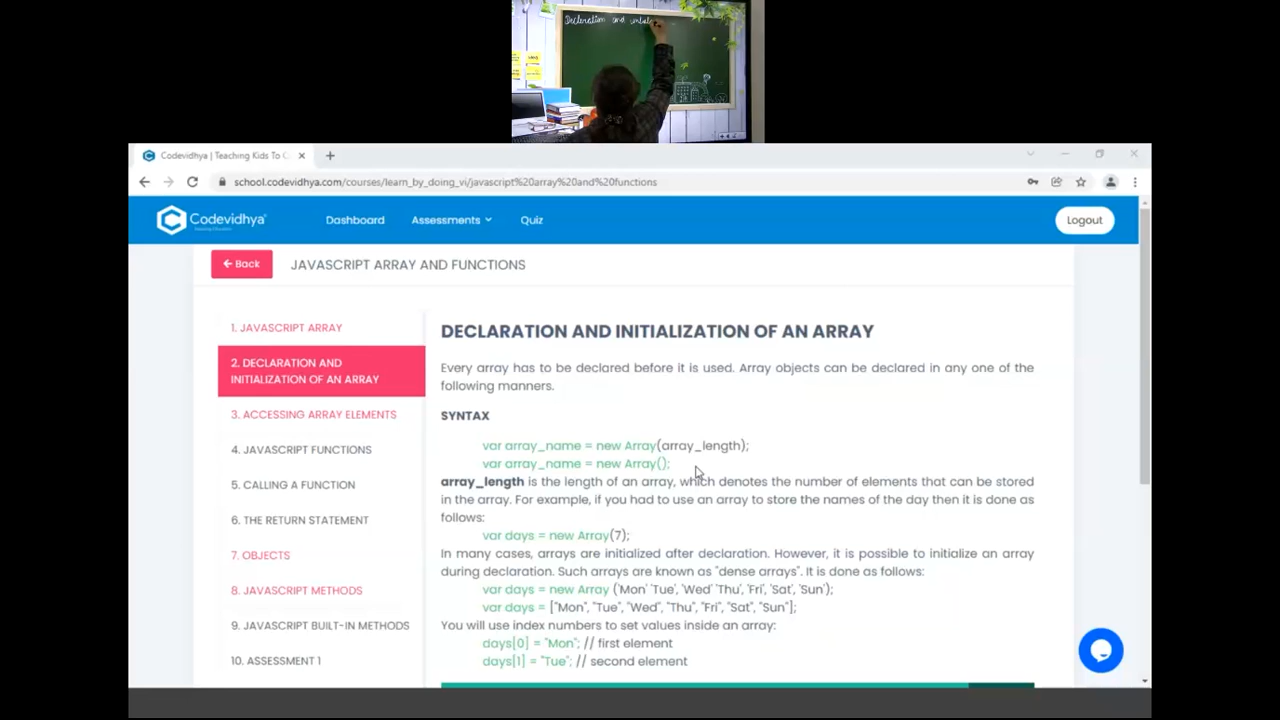 Declaration and
Codevidhya | Teaching Kids To C
school.codevidhya.com/courses/learn_by_doing_vi/javascript%20array%20and%20functions
Codevidhya
Dashboard
Assessments
Quiz
Logout
Back
JAVASCRIPT ARRAY AND FUNCTIONS
1. JAVASCRIPT ARRAY
2. DECLARATION AND
INITIALIZATION OF AN ARRAY
3. ACCESSING ARRAY ELEMENTS
4. JAVASCRIPT FUNCTIONS
5. CALLING A FUNCTION
6. THE RETURN STATEMENT
7. OBJECTS
8. JAVASCRIPT METHODS
9. JAVASCRIPT BUILT-IN METHODS
10. ASSESSMENT 1
DECLARATION AND INITIALIZATION OF AN ARRAY
Every array has to be declared before it is used. Array objects can be declared in any one of the
following manners.
SYNTAX
var array_name = new Array(array_length);
var array_name = new Array();
array_length is the length of an array, which denotes the number of elements that can be stored
in the array. For example, if you had to use an array to store the names of the day then it is done as
follows:
var days = new Array(7);
In many cases, arrays are initialized after declaration. However, it is possible to initialize an array
during declaration. Such arrays are known as "dense arrays". It is done as follows:
var days = new Array ('Mon' 'Tue', 'Wed' 'Thu', 'Fri', 'Sat', 'Sun');
var days = ["Mon", "Tue", "Wed", "Thu", "Fri", "Sat", "Sun"];
You will use index numbers to set values inside an array:
days[0] = "Mon"; // first element
days[1] = "Tue"; // second element